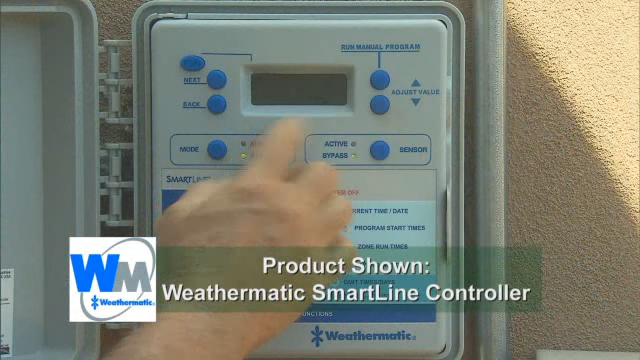 RUN MANUAL PROGRAM
NEXT
BACK
ADJUST VALUE
MODE
ACTIVE
BYPASS
SENSOR
SMARTLINE
OFF
CURRENT TIME / DATE
PROGRAM START TIMES
ZONE RUN TIMES
FUNCTIONS
Weathermatic
WM
Weathermatic
Product Shown:
Weathermatic SmartLine Controller